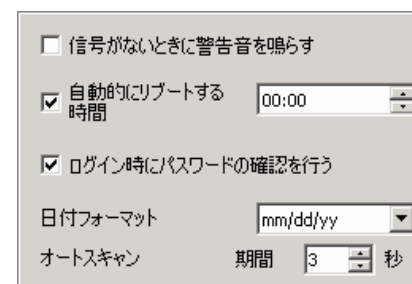 信号がないときに警告音を鳴らす
自動的にリブートする
時間
00:00
ログイン時にパスワードの確認を行う
日付フォーマット mm/dd/yy
オートスキャン 期間 3 秒